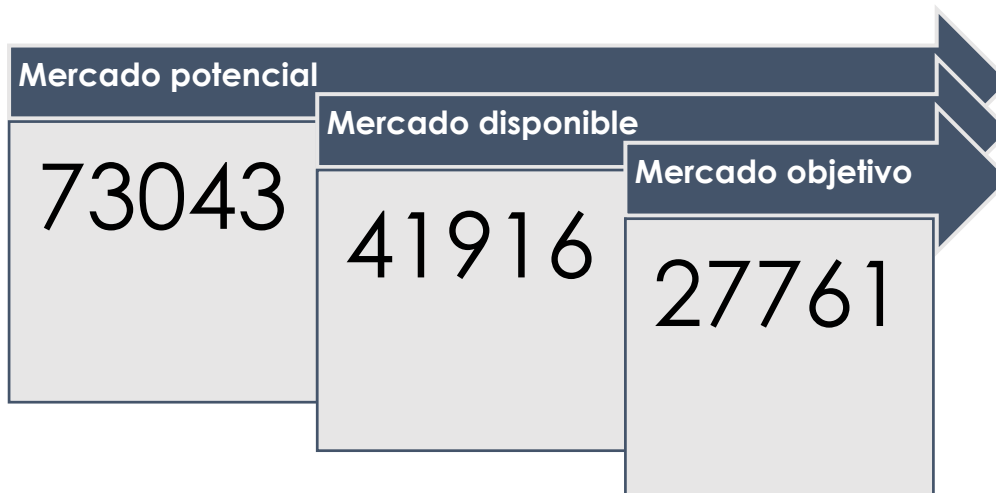 Mercado potencial
73043
Mercado disponible
41916
Mercado objetivo
27761